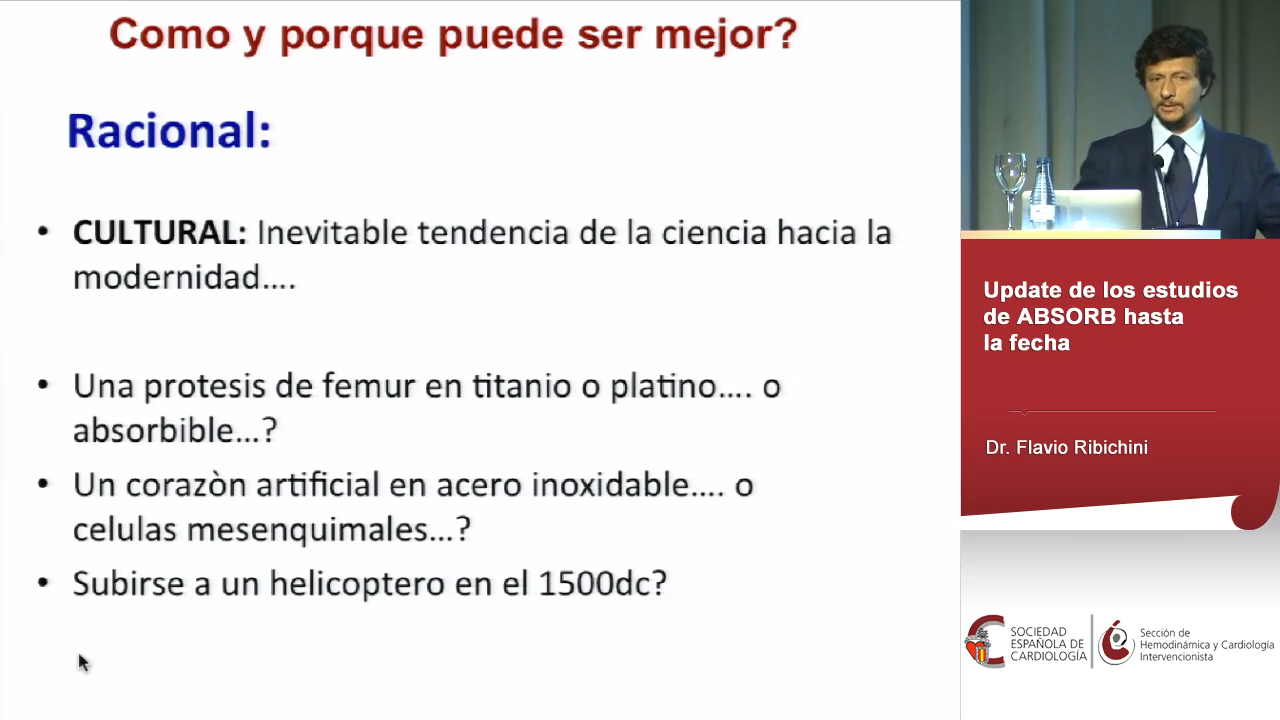 Como y porque puede ser mejor?
Racional:
• CULTURAL: Inevitable tendencia de la ciencia hacia la
modernidad....
• Una protesis de femur en titanio o platino.... o
absorbible...?
• Un corazòn artificial en acero inoxidable.... o
celulas mesenquimales...?
• Subirse a un helicoptero en el 1500dc?
Update de los estudios
de ABSORB hasta
la fecha
Dr. Flavio Ribichini
SOCIEDAD
ESPAÑOLA DE
CARDIOLOGÍA
Sección de
Hemodinámica y Cardiología
Intervencionista